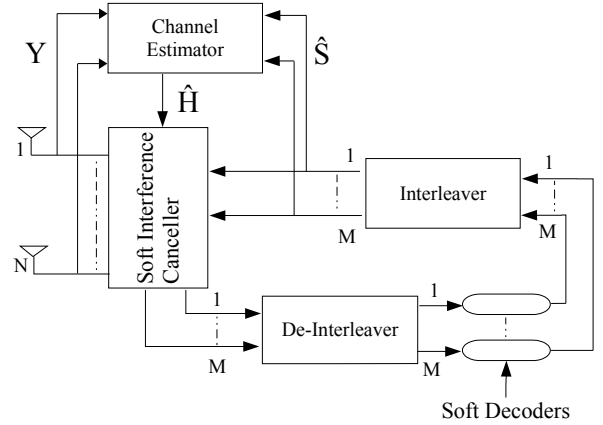 Channel
Estimator
Y
Ŝ
Ĥ
1
N
Soft Interference
Canceller
1
M
Interleaver
1
M
1
M
De-Interleaver
1
M
Soft Decoders